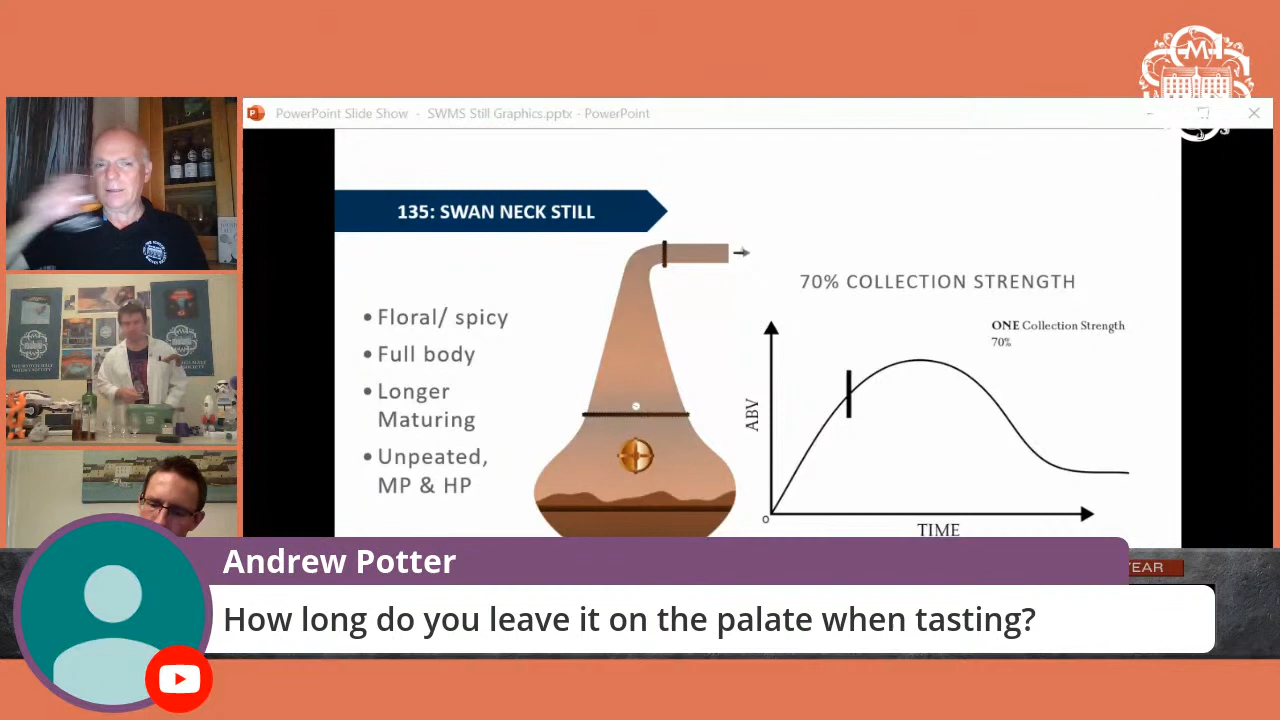 M
PowerPoint Slide Show - SWMS Still Graphics.pptx - PowerPoint
135: SWAN NECK STILL
• Floral/ spicy
• Full body
• Longer
Maturing
• Unpeated,
MP & HP
70% COLLECTION STRENGTH
ONE Collection Strength
70%
ABV
O
TIME
YEAR
Andrew Potter
How long do you leave it on the palate when tasting?